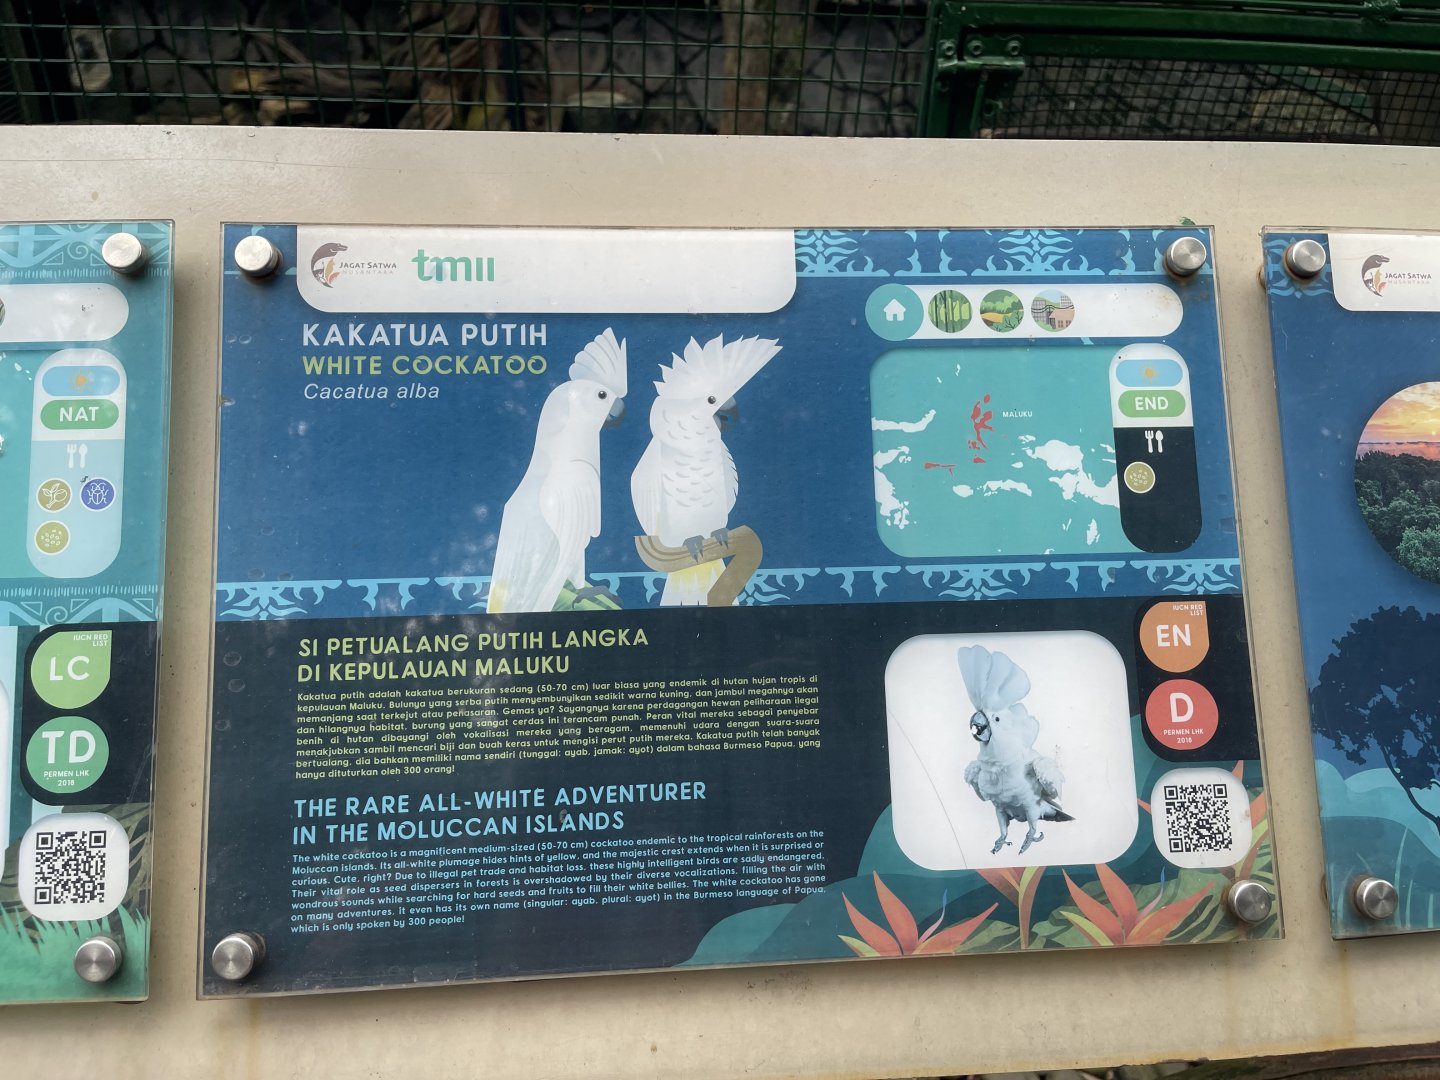 NAT
IUCN RED
LIST
LC
TD
PERMEN LHK
2018
JAGAT SATWA
NUSANTARA
tmii
KAKATUA PUTIH
WHITE COCKATOO
Cacatua alba
MALUKU
END
SI PETUALANG PUTIH LANGKA
DI KEPULAUAN MALUKU
Kakatua putih adalah kakatua berukuran sedang (50-70 cm) luar biasa yang endemik di hutan hujan tropis di
kepulauan Maluku. Bulunya yang serba putih menyembunyikan sedikit warna kuning, dan jambul megahnya akan
memanjang saat terkejut atau penasaran. Gemas ya? Sayangnya karena perdagangan hewan peliharaan ilegal
dan hilangnya habitat, burung yang sangat cerdas ini terancam punah. Peran vital mereka sebagai penyebar
benih di hutan dibayangi oleh vokalisasi mereka yang beragam, memenuhi udara dengan suara-suara
menakjubkan sambil mencari biji dan buah keras untuk mengisi perut putih mereka. Kakatua putih telah banyak
bertualang, dia bahkan memiliki nama sendiri (tunggal: ayab, jamak: ayot) dalam bahasa Burmeso Papua, yang
hanya dituturkan oleh 300 orang!
THE RARE ALL-WHITE ADVENTURER
IN THE MOLUCCAN ISLANDS
The white cockatoo is a magnificent medium-sized (50-70 cm) cockatoo endemic to the tropical rainforests on the
Moluccan islands. Its all-white plumage hides hints of yellow, and the majestic crest extends when it is surprised or
curious. Cute, right? Due to illegal pet trade and habitat loss, these highly intelligent birds are sadly endangered.
Their vital role as seed dispersers in forests is overshadowed by their diverse vocalizations, filling the air with
wondrous sounds while searching for hard seeds and fruits to fill their white bellies. The white cockatoo has gone
on many adventures, it even has its own name (singular: ayab, plural: ayot) in the Burmeso language of Papua,
which is only spoken by 300 people!
IUCN RED
LIST
EN
D
PERMEN LHK
2018
JAGAT SATWA
NUSANTARA